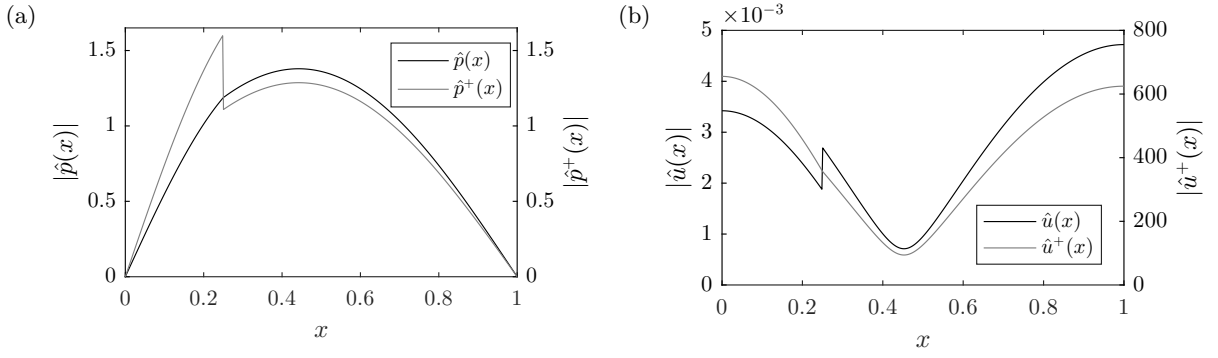 (a)
1.5
1
0.5
0
|p̂(x)|
p̂(x)
p̂⁺(x)
1.5
1
0.5
0
|p̂⁺(x)|
0 0.2 0.4 0.6 0.8 1
x
(b)
×10⁻³
5
4
3
2
1
0
|û(x)|
û(x)
û⁺(x)
800
600
400
200
0
|û⁺(x)|
0 0.2 0.4 0.6 0.8 1
x